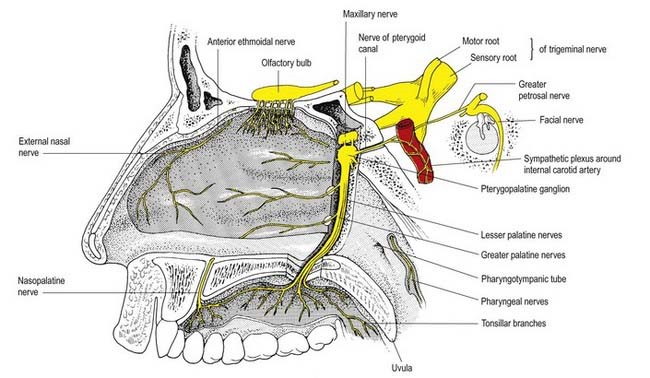 Maxillary nerve
Anterior ethmoidal nerve
Olfactory bulb
Nerve of pterygoid
canal
Motor root
Sensory root
of trigeminal nerve
Greater
petrosal nerve
Facial nerve
External nasal
nerve
Sympathetic plexus around
internal carotid artery
Pterygopalatine ganglion
Lesser palatine nerves
Greater palatine nerves
Pharyngotympanic tube
Nasopalatine
nerve
Pharyngeal nerves
Tonsillar branches
Uvula